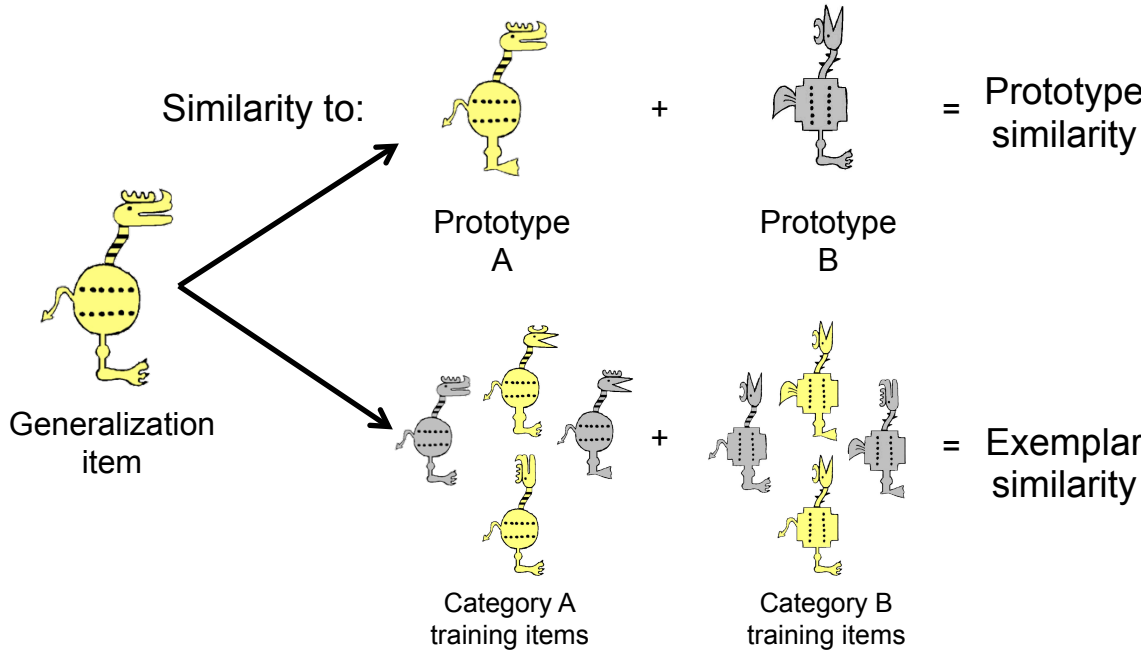 Similarity to:
+
=
Prototype
similarity
Prototype
A
Prototype
B
Generalization
item
+
=
Exemplar
similarity
Category A
training items
Category B
training items